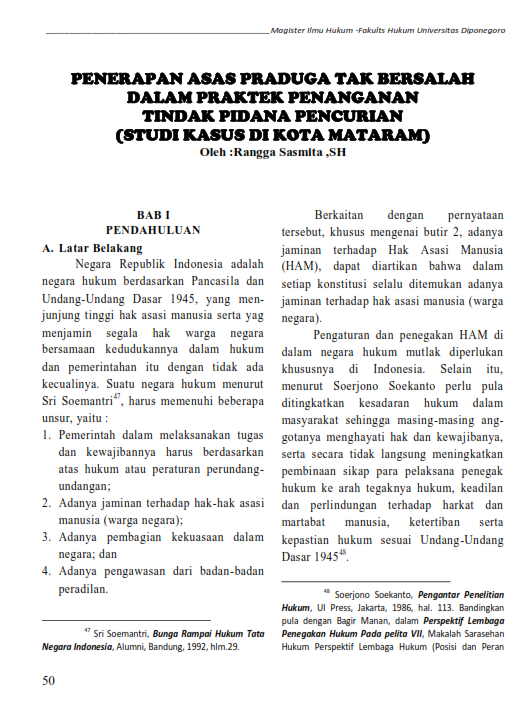 Magister Ilmu Hukum -Fakults Hukum Universitas Diponegoro
PENERAPAN ASAS PRADUGA TAK BERSALAH
DALAM PRAKTEK PENANGANAN
TINDAK PIDANA PENCURIAN
(STUDI KASUS DI KOTA MATARAM)
Oleh :Rangga Sasmita ,SH
BAB I
PENDAHULUAN
A. Latar Belakang
Negara Republik Indonesia adalah
negara hukum berdasarkan Pancasila dan
Undang-Undang Dasar 1945, yang men-
junjung tinggi hak asasi manusia serta yag
menjamin segala hak warga negara
bersamaan kedudukannya dalam hukum
dan pemerintahan itu dengan tidak ada
kecualinya. Suatu negara hukum menurut
Sri Soemantri47, harus memenuhi beberapa
unsur, yaitu :
1. Pemerintah dalam melaksanakan tugas
dan kewajibannya harus berdasarkan
atas hukum atau peraturan perundang-
undangan;
2. Adanya jaminan terhadap hak-hak asasi
manusia (warga negara);
3. Adanya pembagian kekuasaan dalam
negara; dan
4. Adanya pengawasan dari badan-badan
peradilan.
47 Sri Soemantri, Bunga Rampai Hukum Tata
Negara Indonesia, Alumni, Bandung, 1992, hlm.29.
50
Berkaitan dengan pernyataan
tersebut, khusus mengenai butir 2, adanya
jaminan terhadap Hak Asasi Manusia
(HAM), dapat diartikan bahwa dalam
setiap konstitusi selalu ditemukan adanya
jaminan terhadap hak asasi manusia (warga
negara).
Pengaturan dan penegakan HAM di
dalam negara hukum mutlak diperlukan
khususnya di Indonesia. Selain itu,
menurut Soerjono Soekanto perlu pula
ditingkatkan kesadaran hukum dalam
masyarakat sehingga masing-masing ang-
gotanya menghayati hak dan kewajibanya,
serta secara tidak langsung meningkatkan
pembinaan sikap para pelaksana penegak
hukum ke arah tegaknya hukum, keadilan
dan perlindungan terhadap harkat dan
martabat manusia, ketertiban serta
kepastian hukum sesuai Undang-Undang
Dasar 194548.
48 Soerjono Soekanto, Pengantar Penelitian
Hukum, UI Press, Jakarta, 1986, hal. 113. Bandingkan
pula dengan Bagir Manan, dalam Perspektif Lembaga
Penegakan Hukum Pada pelita VII, Makalah Sarasehan
Hukum Perspektif Lembaga Hukum (Posisi dan Peran